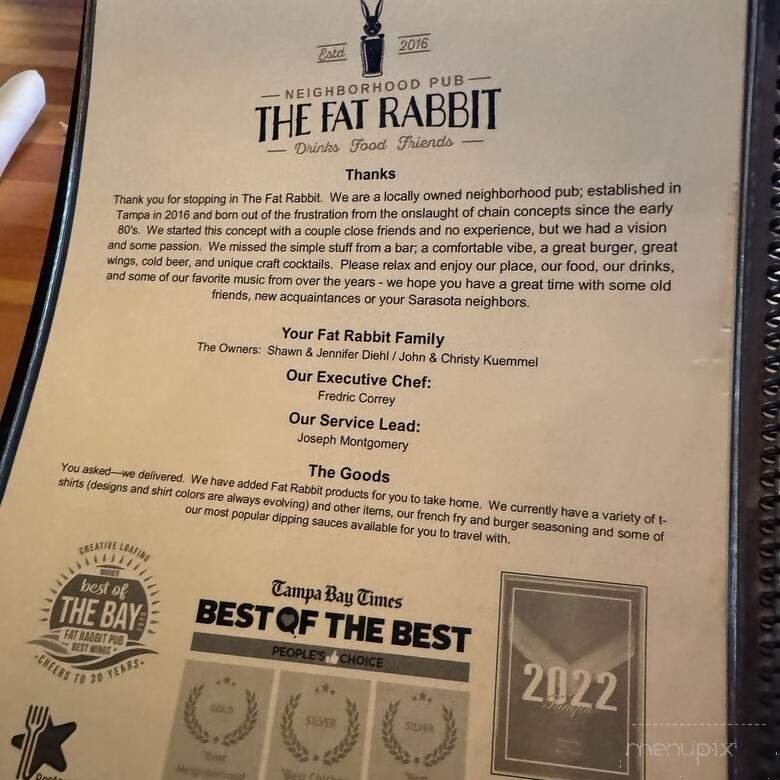 Estd 2016
NEIGHBORHOOD PUB
THE FAT RABBIT
Drinks Food Friends
Thanks
Thank you for stopping in The Fat Rabbit. We are a locally owned neighborhood pub; established in
Tampa in 2016 and born out of the frustration from the onslaught of chain concepts since the early
80's. We started this concept with a couple close friends and no experience, but we had a vision
and some passion. We missed the simple stuff from a bar; a comfortable vibe, a great burger, great
wings, cold beer, and unique craft cocktails. Please relax and enjoy our place, our food, our drinks,
and some of our favorite music from over the years - we hope you have a great time with some old
friends, new acquaintances or your Sarasota neighbors.
Your Fat Rabbit Family
The Owners: Shawn & Jennifer Diehl / John & Christy Kuemmel
Our Executive Chef:
Fredric Correy
Our Service Lead:
Joseph Montgomery
The Goods
You asked—we delivered. We have added Fat Rabbit products for you to take home. We currently have a variety of t-
shirts (designs and shirt colors are always evolving) and other items, our french fry and burger seasoning and some of
our most popular dipping sauces available for you to travel with.
CREATIVE LOAFING
WINNER
best of
THE BAY
FAT RABBIT PUB
BEST WINGS
CHEERS TO 30 YEARS
Tampa Bay Times
BEST OF THE BEST
PEOPLE'S CHOICE
GOLD
SILVER
SILVER
"Best
Neighborhood
"Best Chicken
"Best
2022
Tampa
menupix